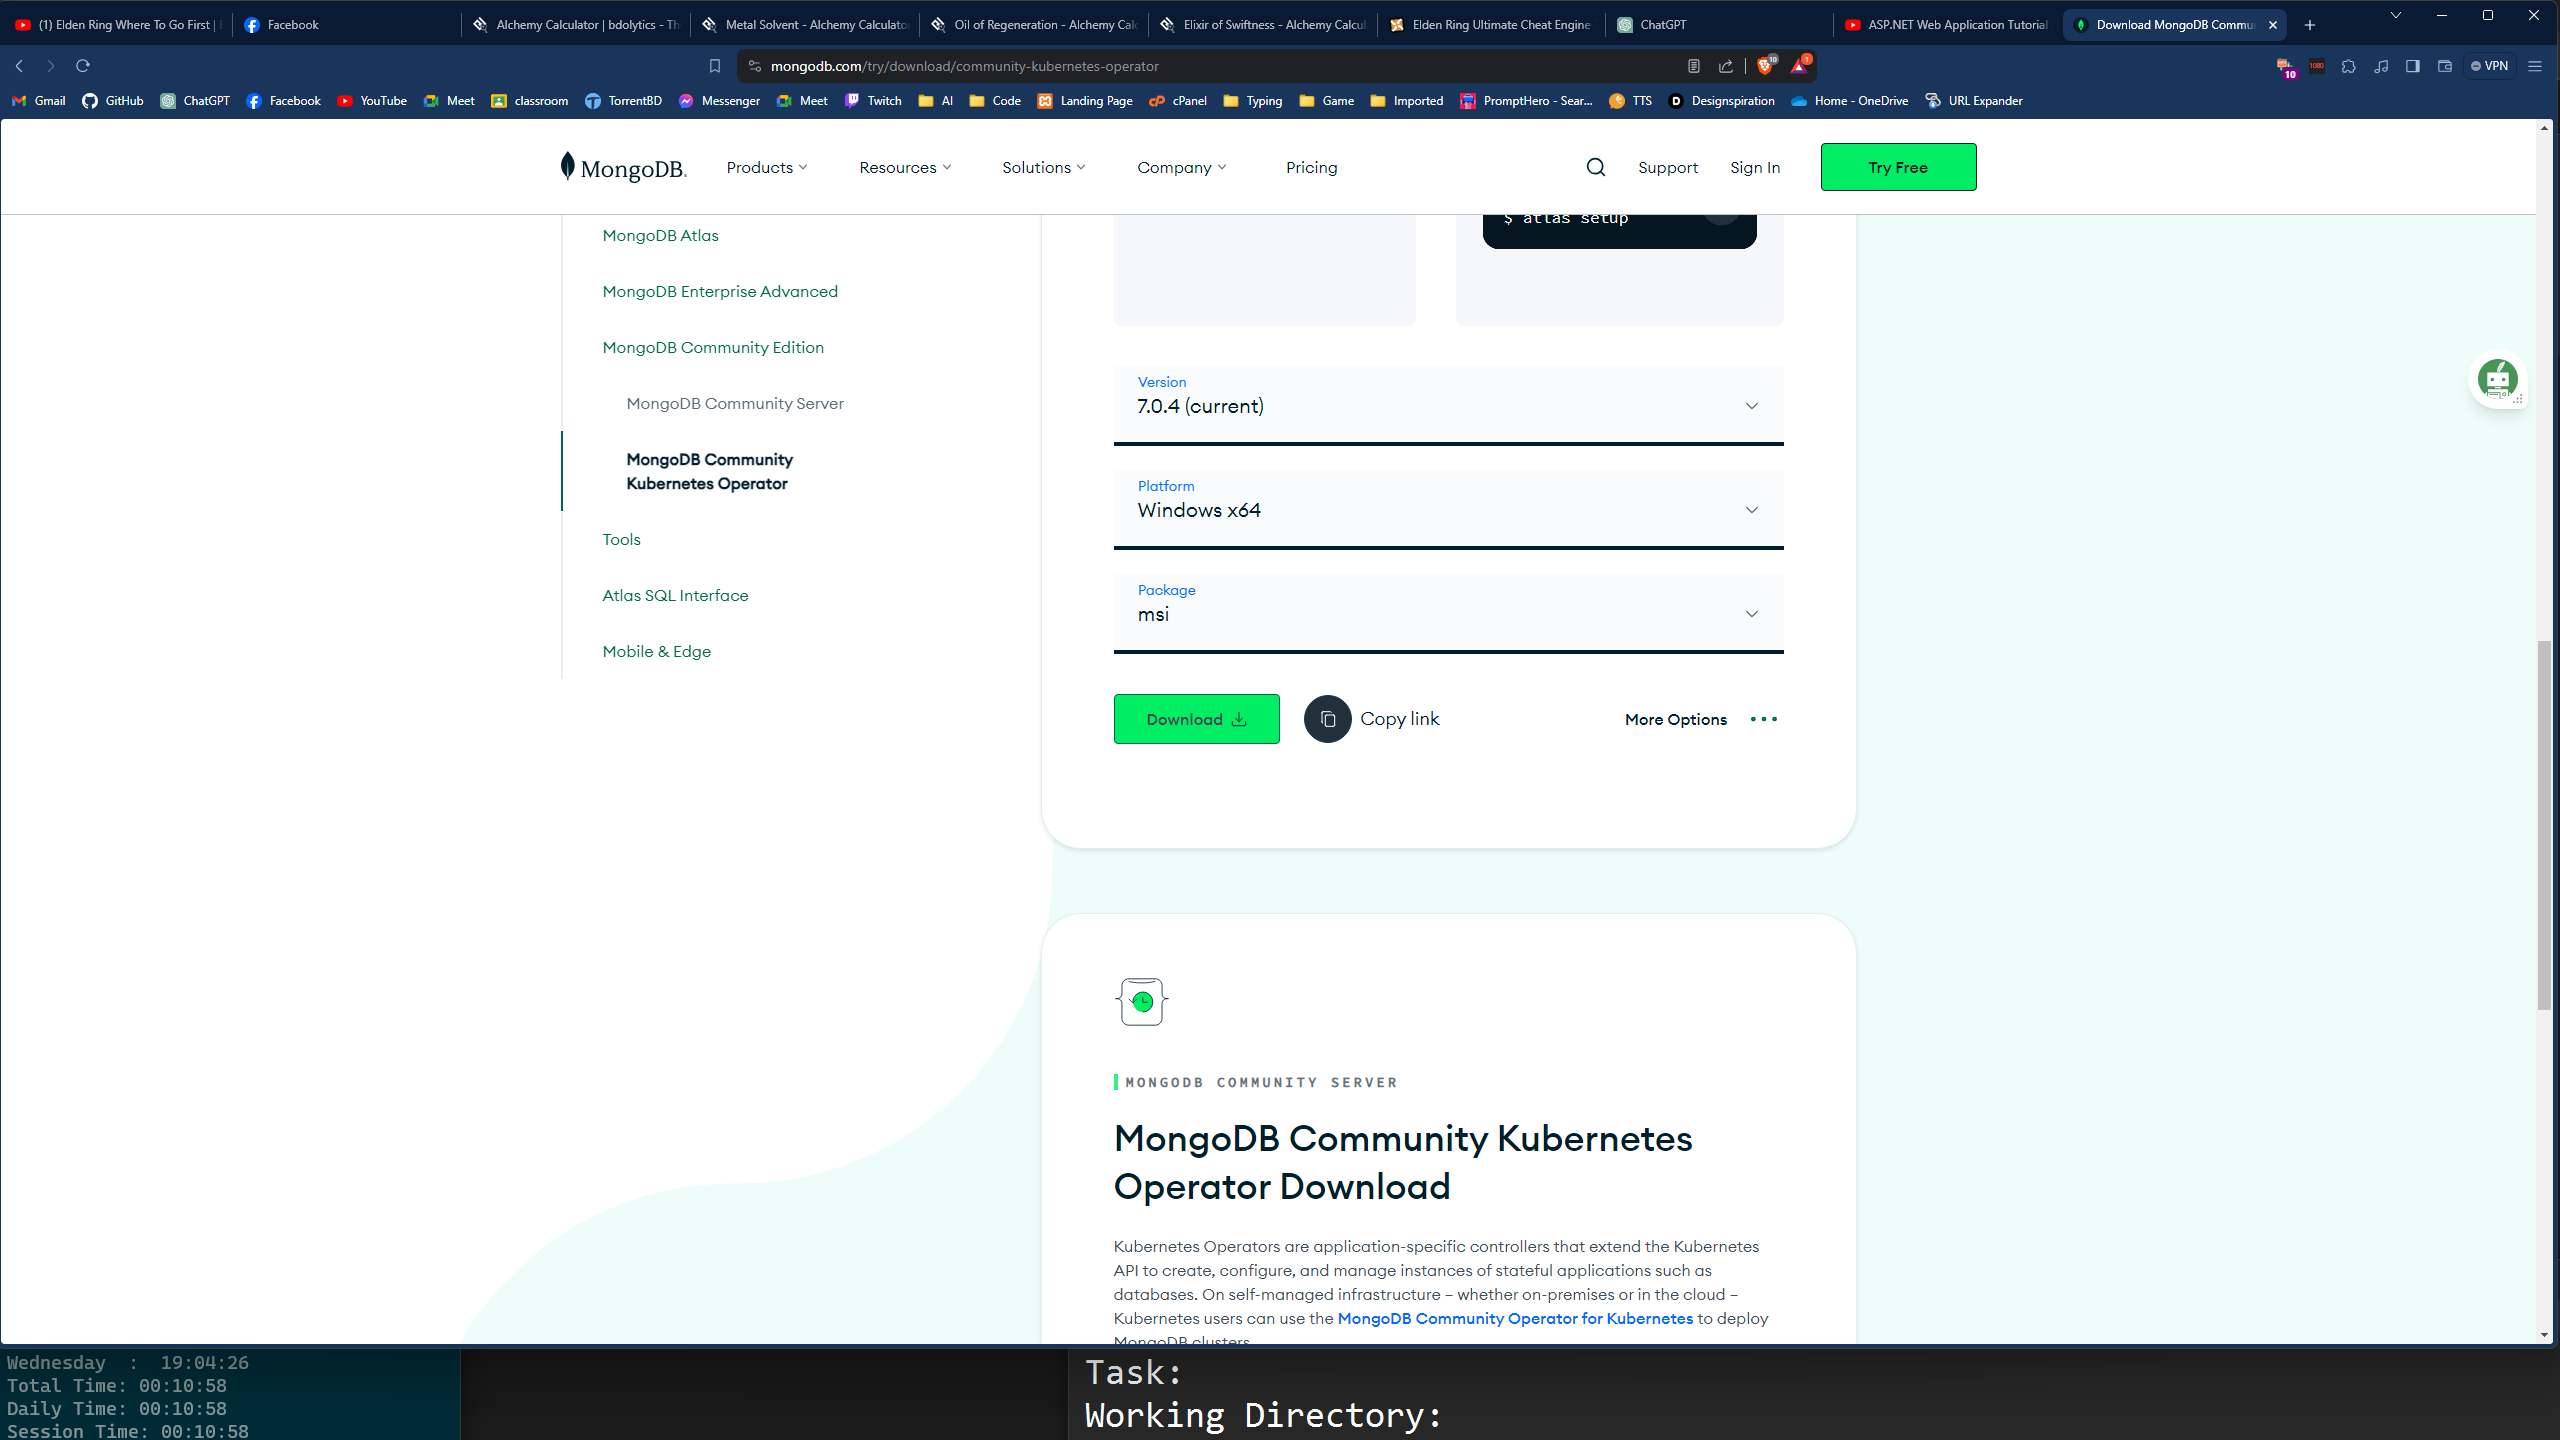 (1) Elden Ring Where To Go First |
Facebook
Alchemy Calculator | bdolytics - Th
Metal Solvent - Alchemy Calculato
Oil of Regeneration - Alchemy Calc
Elixir of Swiftness - Alchemy Calcul
Elden Ring Ultimate Cheat Engine
ChatGPT
ASP.NET Web Application Tutorial
Download MongoDB Commu
mongodb.com/try/download/community-kubernetes-operator
10
1
10
1080
VPN
Gmail
GitHub
ChatGPT
Facebook
YouTube
Meet
classroom
TorrentBD
Messenger
Meet
Twitch
AI
Code
Landing Page
cPanel
Typing
Game
Imported
PromptHero - Sear...
TTS
Designspiration
Home - OneDrive
URL Expander
MongoDB.
Products
Resources
Solutions
Company
Pricing
Support
Sign In
Try Free
MongoDB Atlas
MongoDB Enterprise Advanced
MongoDB Community Edition
MongoDB Community Server
MongoDB Community
Kubernetes Operator
Tools
Atlas SQL Interface
Mobile & Edge
$ atlas setup
Version
7.0.4 (current)
Platform
Windows x64
Package
msi
Download
Copy link
More Options
MONGODB COMMUNITY SERVER
MongoDB Community Kubernetes
Operator Download
Kubernetes Operators are application-specific controllers that extend the Kubernetes
API to create, configure, and manage instances of stateful applications such as
databases. On self-managed infrastructure – whether on-premises or in the cloud –
Kubernetes users can use the MongoDB Community Operator for Kubernetes to deploy
MongoDB clusters.
Wednesday : 19:04:26
Total Time: 00:10:58
Daily Time: 00:10:58
Session Time: 00:10:58
Task:
Working Directory: